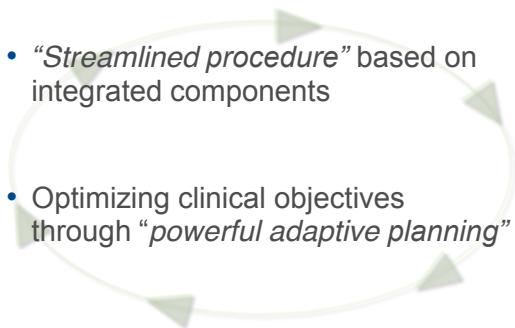 • “Streamlined procedure” based on
integrated components
• Optimizing clinical objectives
through “powerful adaptive planning”